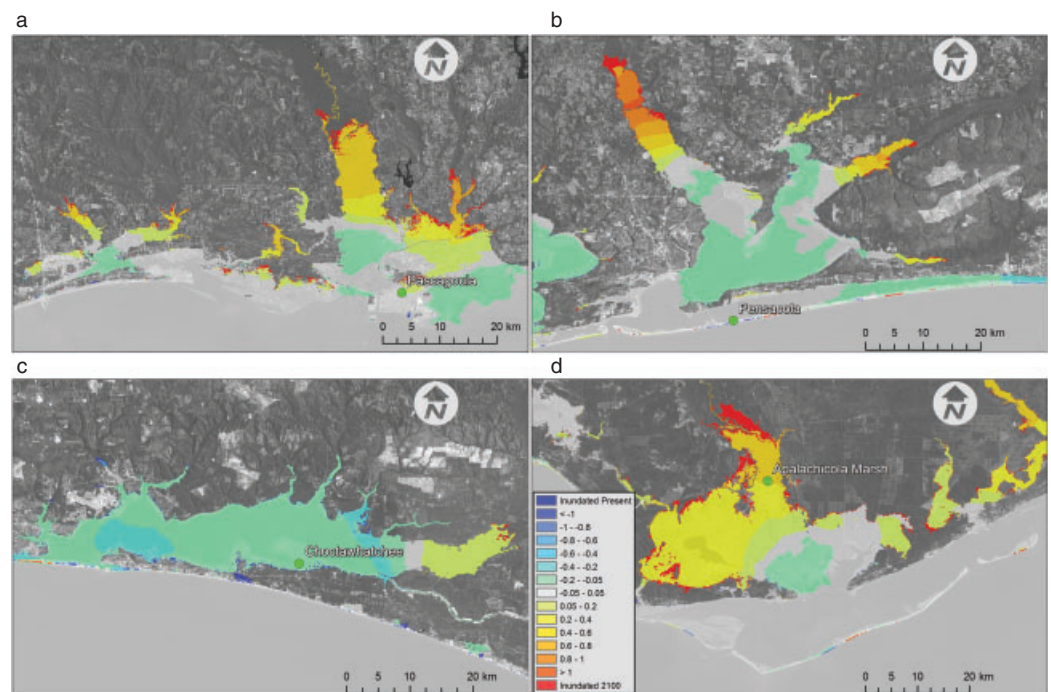 a
b
N
N
Pascagoula
0 5 10 20 km
Pensacola
0 5 10 20 km
c
d
N
N
Apalachicola Marsh
Choctawhatchee
Inundated Present
< -1
-1 - -0.8
-0.8 - -0.6
-0.6 - -0.4
-0.4 - -0.2
-0.2 - -0.05
-0.05 - 0.05
0.05 - 0.2
0.2 - 0.4
0.4 - 0.6
0.6 - 0.8
0.8 - 1
> 1
Inundated 2100
0 5 10 20 km
0 5 10 20 km